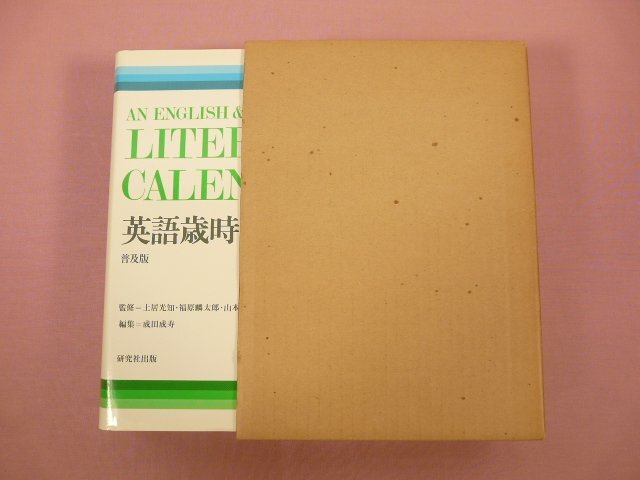 AN ENGLISH &
LITER
CALEN
英語歳時
普及版
監修＝土居光知・福原麟太郎・山本
編集＝成田成寿
研究社出版